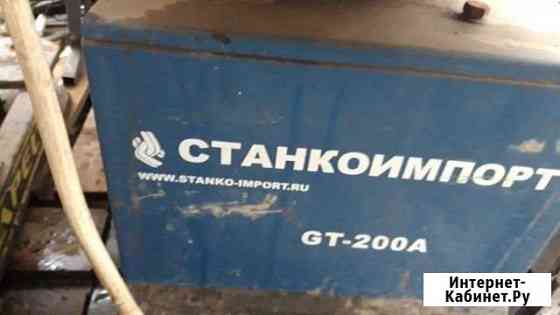 СТАНКОИМПОРТ
WWW.STANKO-IMPORT.RU
GT-200A
Интернет-
Кабинет.Ру